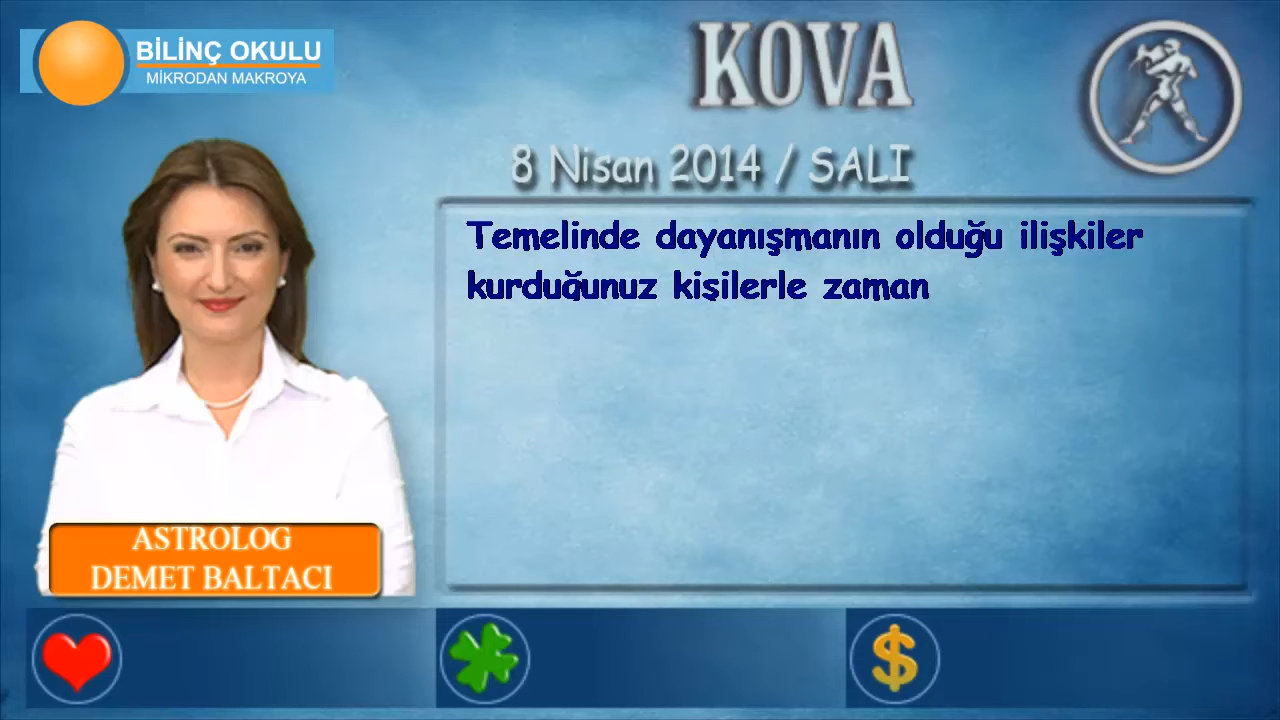 BİLİNÇ OKULU
MİKRODAN MAKROYA
KOVA
8 Nisan 2014 / SALI
Temelinde dayanışmanın olduğu ilişkiler
kurduğunuz kişilerle zaman
ASTROLOG
DEMET BALTACI